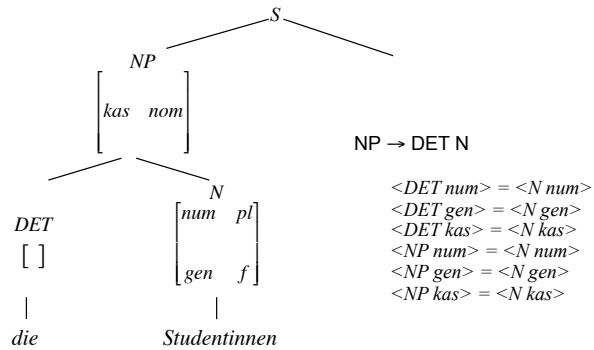 S
NP
kas nom
NP → DET N
N
<DET num> = <N num>
num pl
<DET gen> = <N gen>
DET
<DET kas> = <N kas>
[ ]
<NP num> = <N num>
gen f
<NP gen> = <N gen>
<NP kas> = <N kas>
die Studentinnen